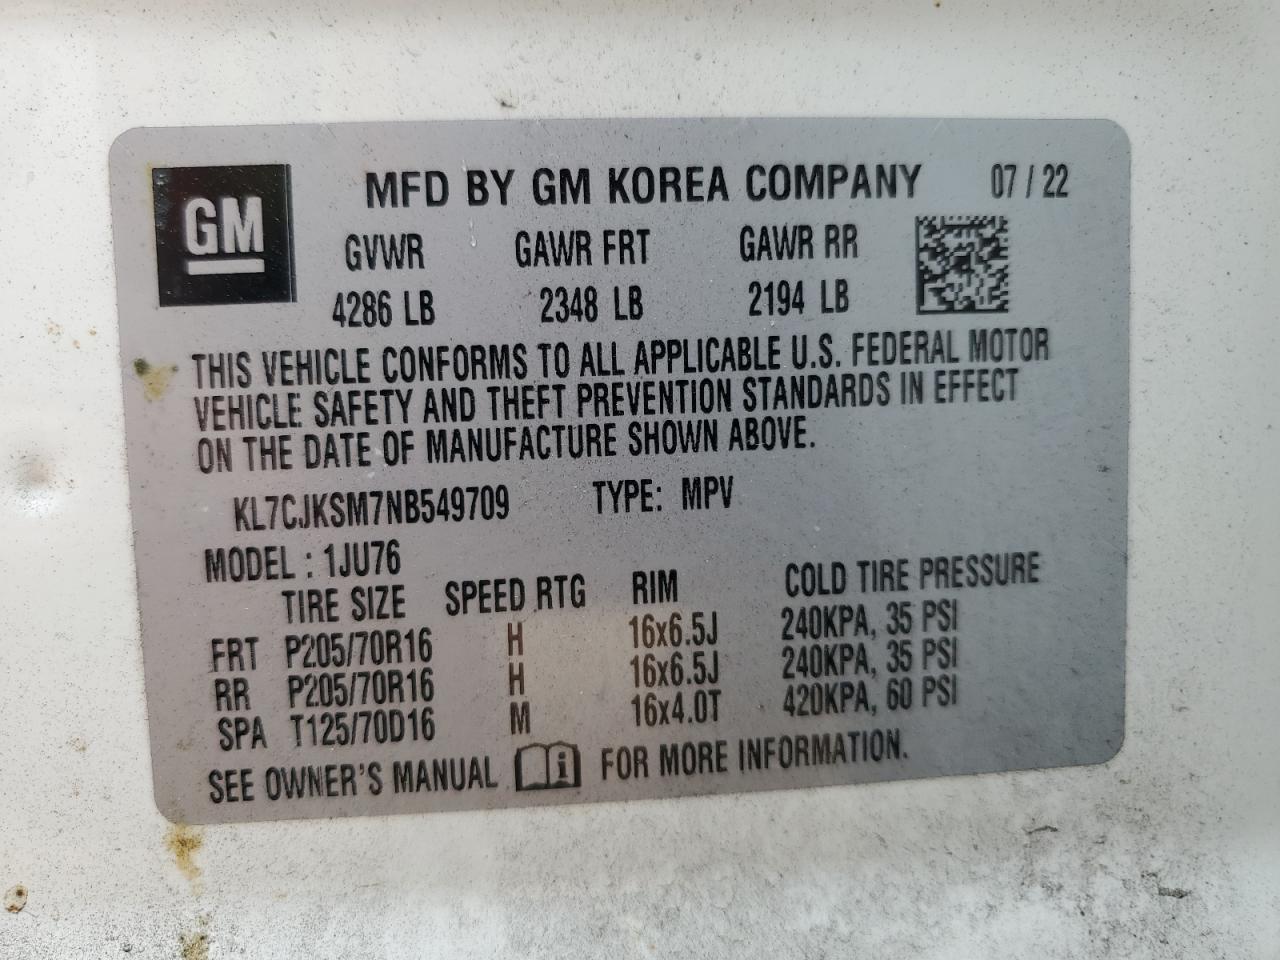 GM
MFD BY GM KOREA COMPANY 07 / 22
GVWR GAWR FRT GAWR RR
4286 LB 2348 LB 2194 LB
THIS VEHICLE CONFORMS TO ALL APPLICABLE U.S. FEDERAL MOTOR
VEHICLE SAFETY AND THEFT PREVENTION STANDARDS IN EFFECT
ON THE DATE OF MANUFACTURE SHOWN ABOVE.
KL7CJKSM7NB549709 TYPE: MPV
MODEL : 1JU76
TIRE SIZE SPEED RTG RIM COLD TIRE PRESSURE
FRT P205/70R16 H 16x6.5J 240KPA, 35 PSI
RR P205/70R16 H 16x6.5J 240KPA, 35 PSI
SPA T125/70D16 M 16x4.0T 420KPA, 60 PSI
SEE OWNER'S MANUAL i FOR MORE INFORMATION.